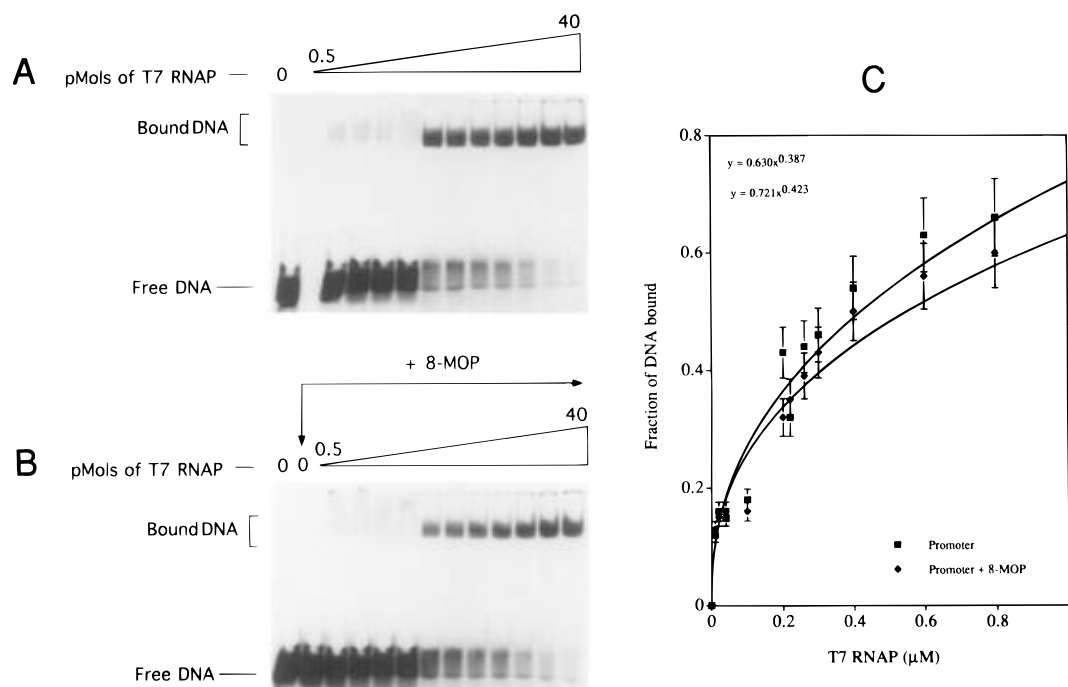 A
pMols of T7 RNAP
0
0.5
40
Bound DNA
Free DNA
+ 8-MOP
B
pMols of T7 RNAP
0 0
0.5
40
Bound DNA
Free DNA
C
y = 0.630x^0.387
y = 0.721x^0.423
0.8
0.6
0.4
0.2
0
Fraction of DNA bound
Promoter
Promoter + 8-MOP
0 0.2 0.4 0.6 0.8
T7 RNAP (μM)